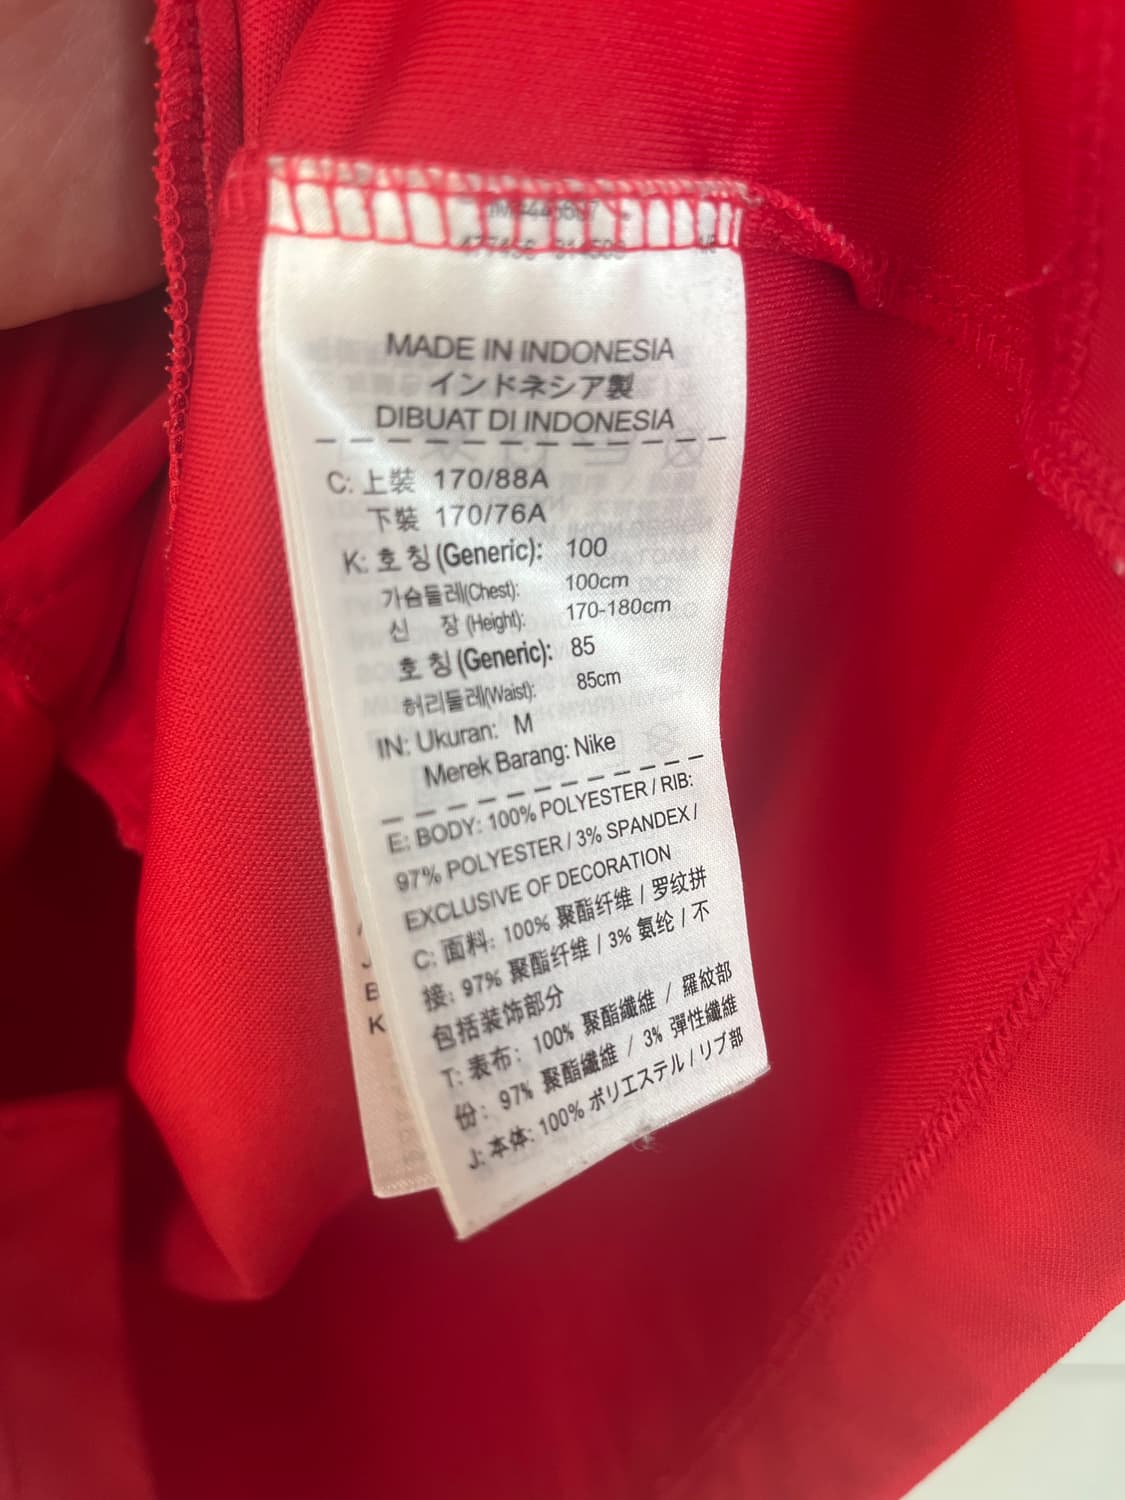 MADE IN INDONESIA
インドネシア製
DIBUAT DI INDONESIA
C: 上裝 170/88A
下裝 170/76A
K: 호 칭 (Generic): 100
가슴둘레(Chest): 100cm
신 장 (Height): 170-180cm
호 칭 (Generic): 85
허리둘레(Waist): 85cm
IN: Ukuran: M
Merek Barang: Nike
E: BODY: 100% POLYESTER / RIB:
97% POLYESTER / 3% SPANDEX /
EXCLUSIVE OF DECORATION
C: 面料: 100% 聚酯纤维 / 罗纹拼
接: 97% 聚酯纤维 / 3% 氨纶 / 不
包括装饰部分
T: 表布: 100% 聚酯纖維 / 羅紋部
份: 97% 聚酯纖維 / 3% 彈性纖維
J: 本体: 100% ポリエステル / リブ部
B
K